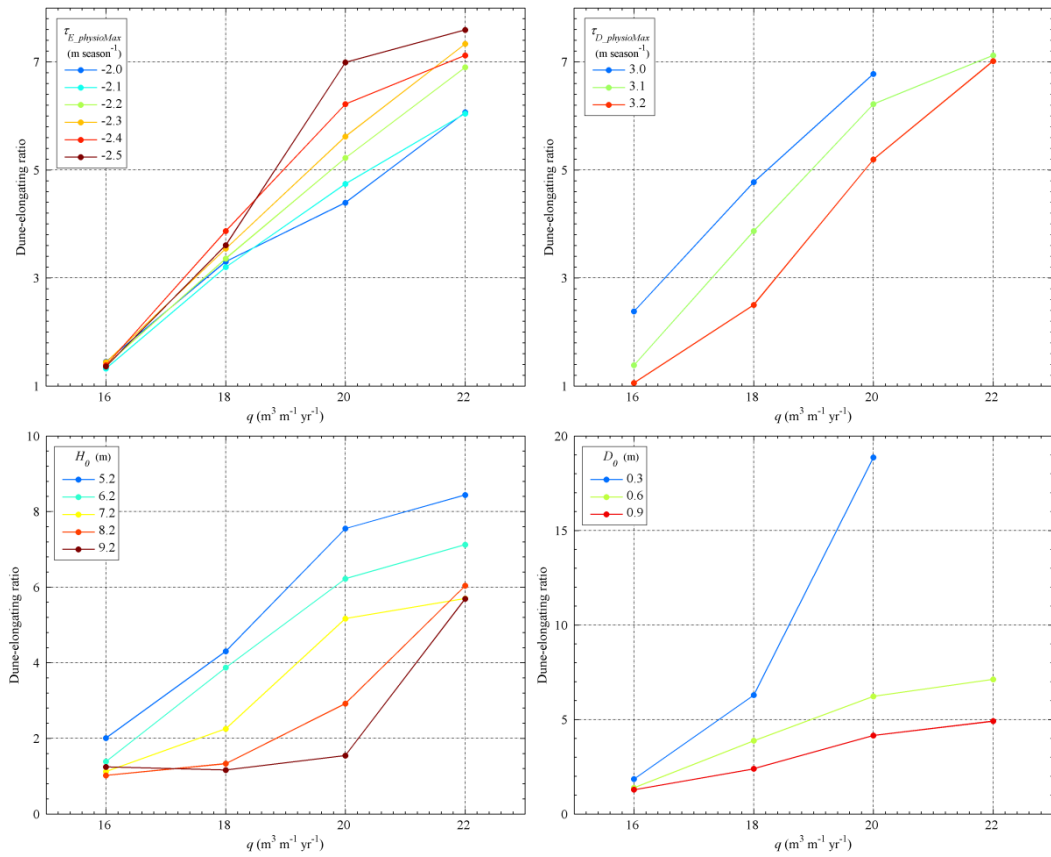 τE_physioMax
(m season-1)
-2.0
-2.1
-2.2
-2.3
-2.4
-2.5
7
5
3
1
Dune-elongating ratio
16 18 20 22
q (m3 m-1 yr-1)
τD_physioMax
(m season-1)
3.0
3.1
3.2
7
5
3
1
Dune-elongating ratio
16 18 20 22
q (m3 m-1 yr-1)
H0 (m)
5.2
6.2
7.2
8.2
9.2
10
8
6
4
2
0
Dune-elongating ratio
16 18 20 22
q (m3 m-1 yr-1)
D0 (m)
0.3
0.6
0.9
20
15
10
5
0
Dune-elongating ratio
16 18 20 22
q (m3 m-1 yr-1)